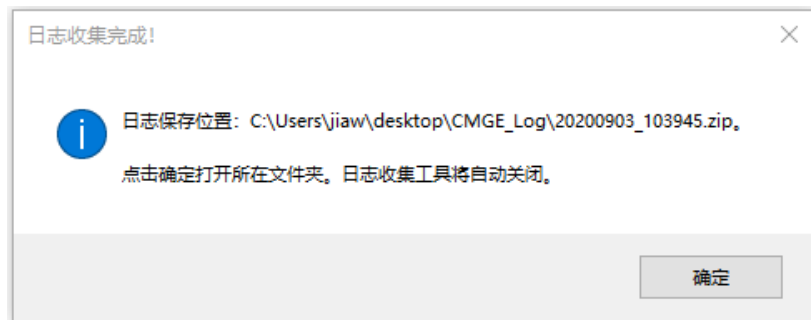 日志收集完成!
日志保存位置：C:\Users\jiaw\desktop\CMGE_Log\20200903_103945.zip。
点击确定打开所在文件夹。日志收集工具将自动关闭。
确定